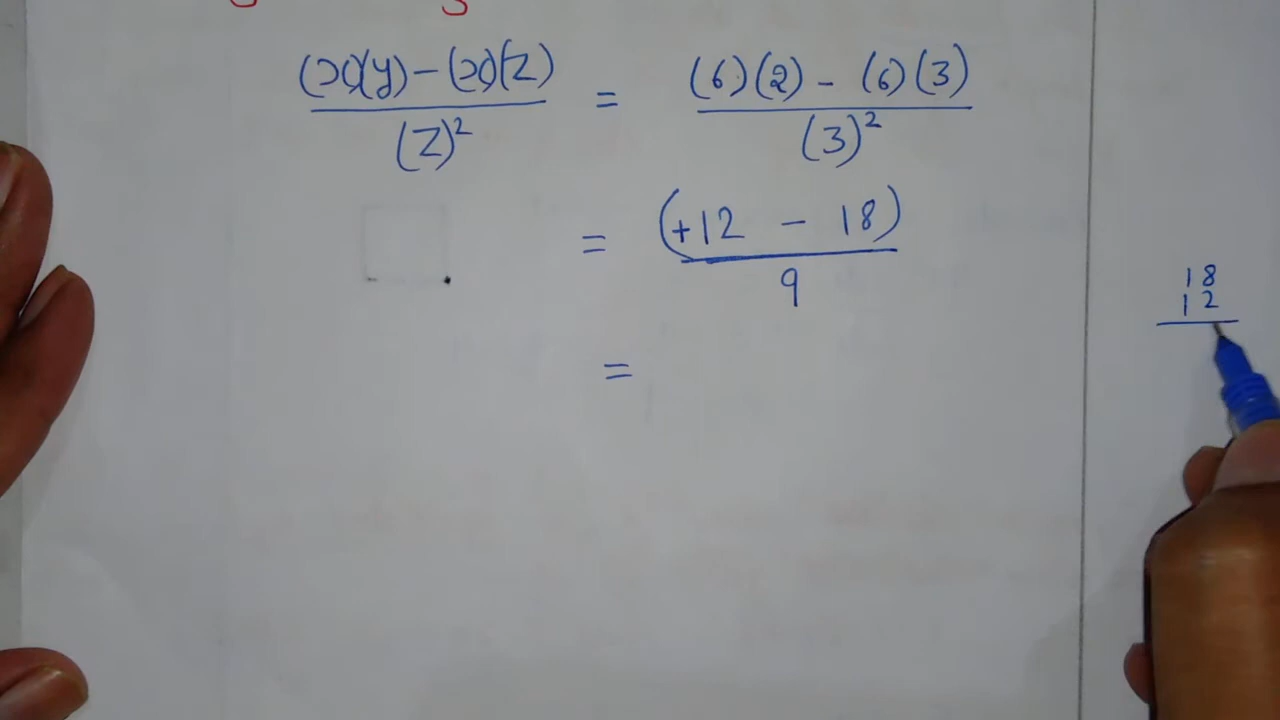 (x)(y) - (x)(z) / (z)² = (6)(2) - (6)(3) / (3)²
= (+12 - 18) / 9
=
18
12